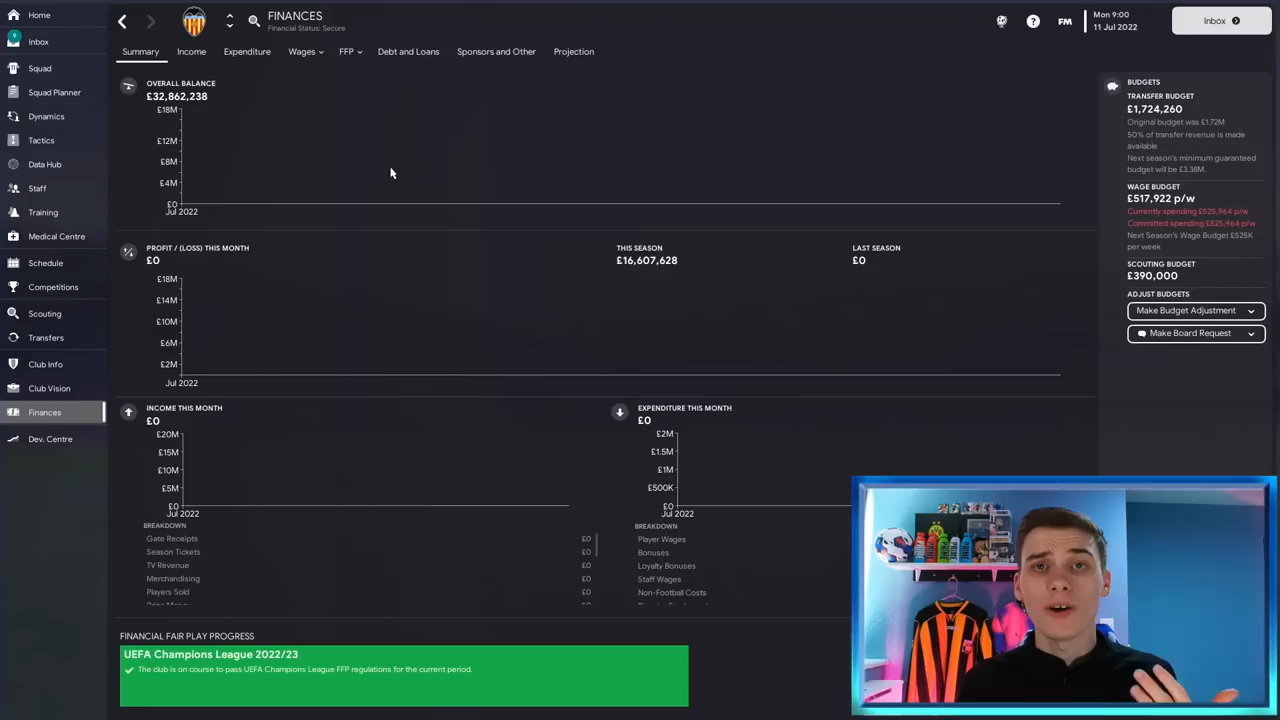 Home
Inbox
Squad
Squad Planner
Dynamics
Tactics
Data Hub
Staff
Training
Medical Centre
Schedule
Competitions
Scouting
Transfers
Club Info
Club Vision
Finances
Dev. Centre
FINANCES
Financial Status: Secure
FM
Mon 9:00
11 Jul 2022
Inbox
Summary Income Expenditure Wages FFP Debt and Loans Sponsors and Other Projection
OVERALL BALANCE
£32,862,238
£18M
£12M
£8M
£4M
£0
Jul 2022
PROFIT / (LOSS) THIS MONTH
£0
THIS SEASON
£16,607,628
LAST SEASON
£0
£18M
£14M
£10M
£6M
£2M
Jul 2022
INCOME THIS MONTH
£0
£20M
£15M
£10M
£5M
£0
Jul 2022
BREAKDOWN
Gate Receipts £0
Season Tickets £0
TV Revenue £0
Merchandising £0
Players Sold £0
EXPENDITURE THIS MONTH
£0
£2M
£1.5M
£1M
£500K
£0
Jul 2022
BREAKDOWN
Player Wages
Bonuses
Loyalty Bonuses
Staff Wages
Non-Football Costs
FINANCIAL FAIR PLAY PROGRESS
UEFA Champions League 2022/23
The club is on course to pass UEFA Champions League FFP regulations for the current period.
BUDGETS
TRANSFER BUDGET
£1,724,260
Original budget was £1.72M
50% of transfer revenue is made
available
Next season's minimum guaranteed
budget will be £3.38M.
WAGE BUDGET
£517,922 p/w
Currently spending £525,964 p/w
Committed spending £525,964 p/w
Next Season's Wage Budget £525K
per week
SCOUTING BUDGET
£390,000
ADJUST BUDGETS
Make Budget Adjustment
Make Board Request